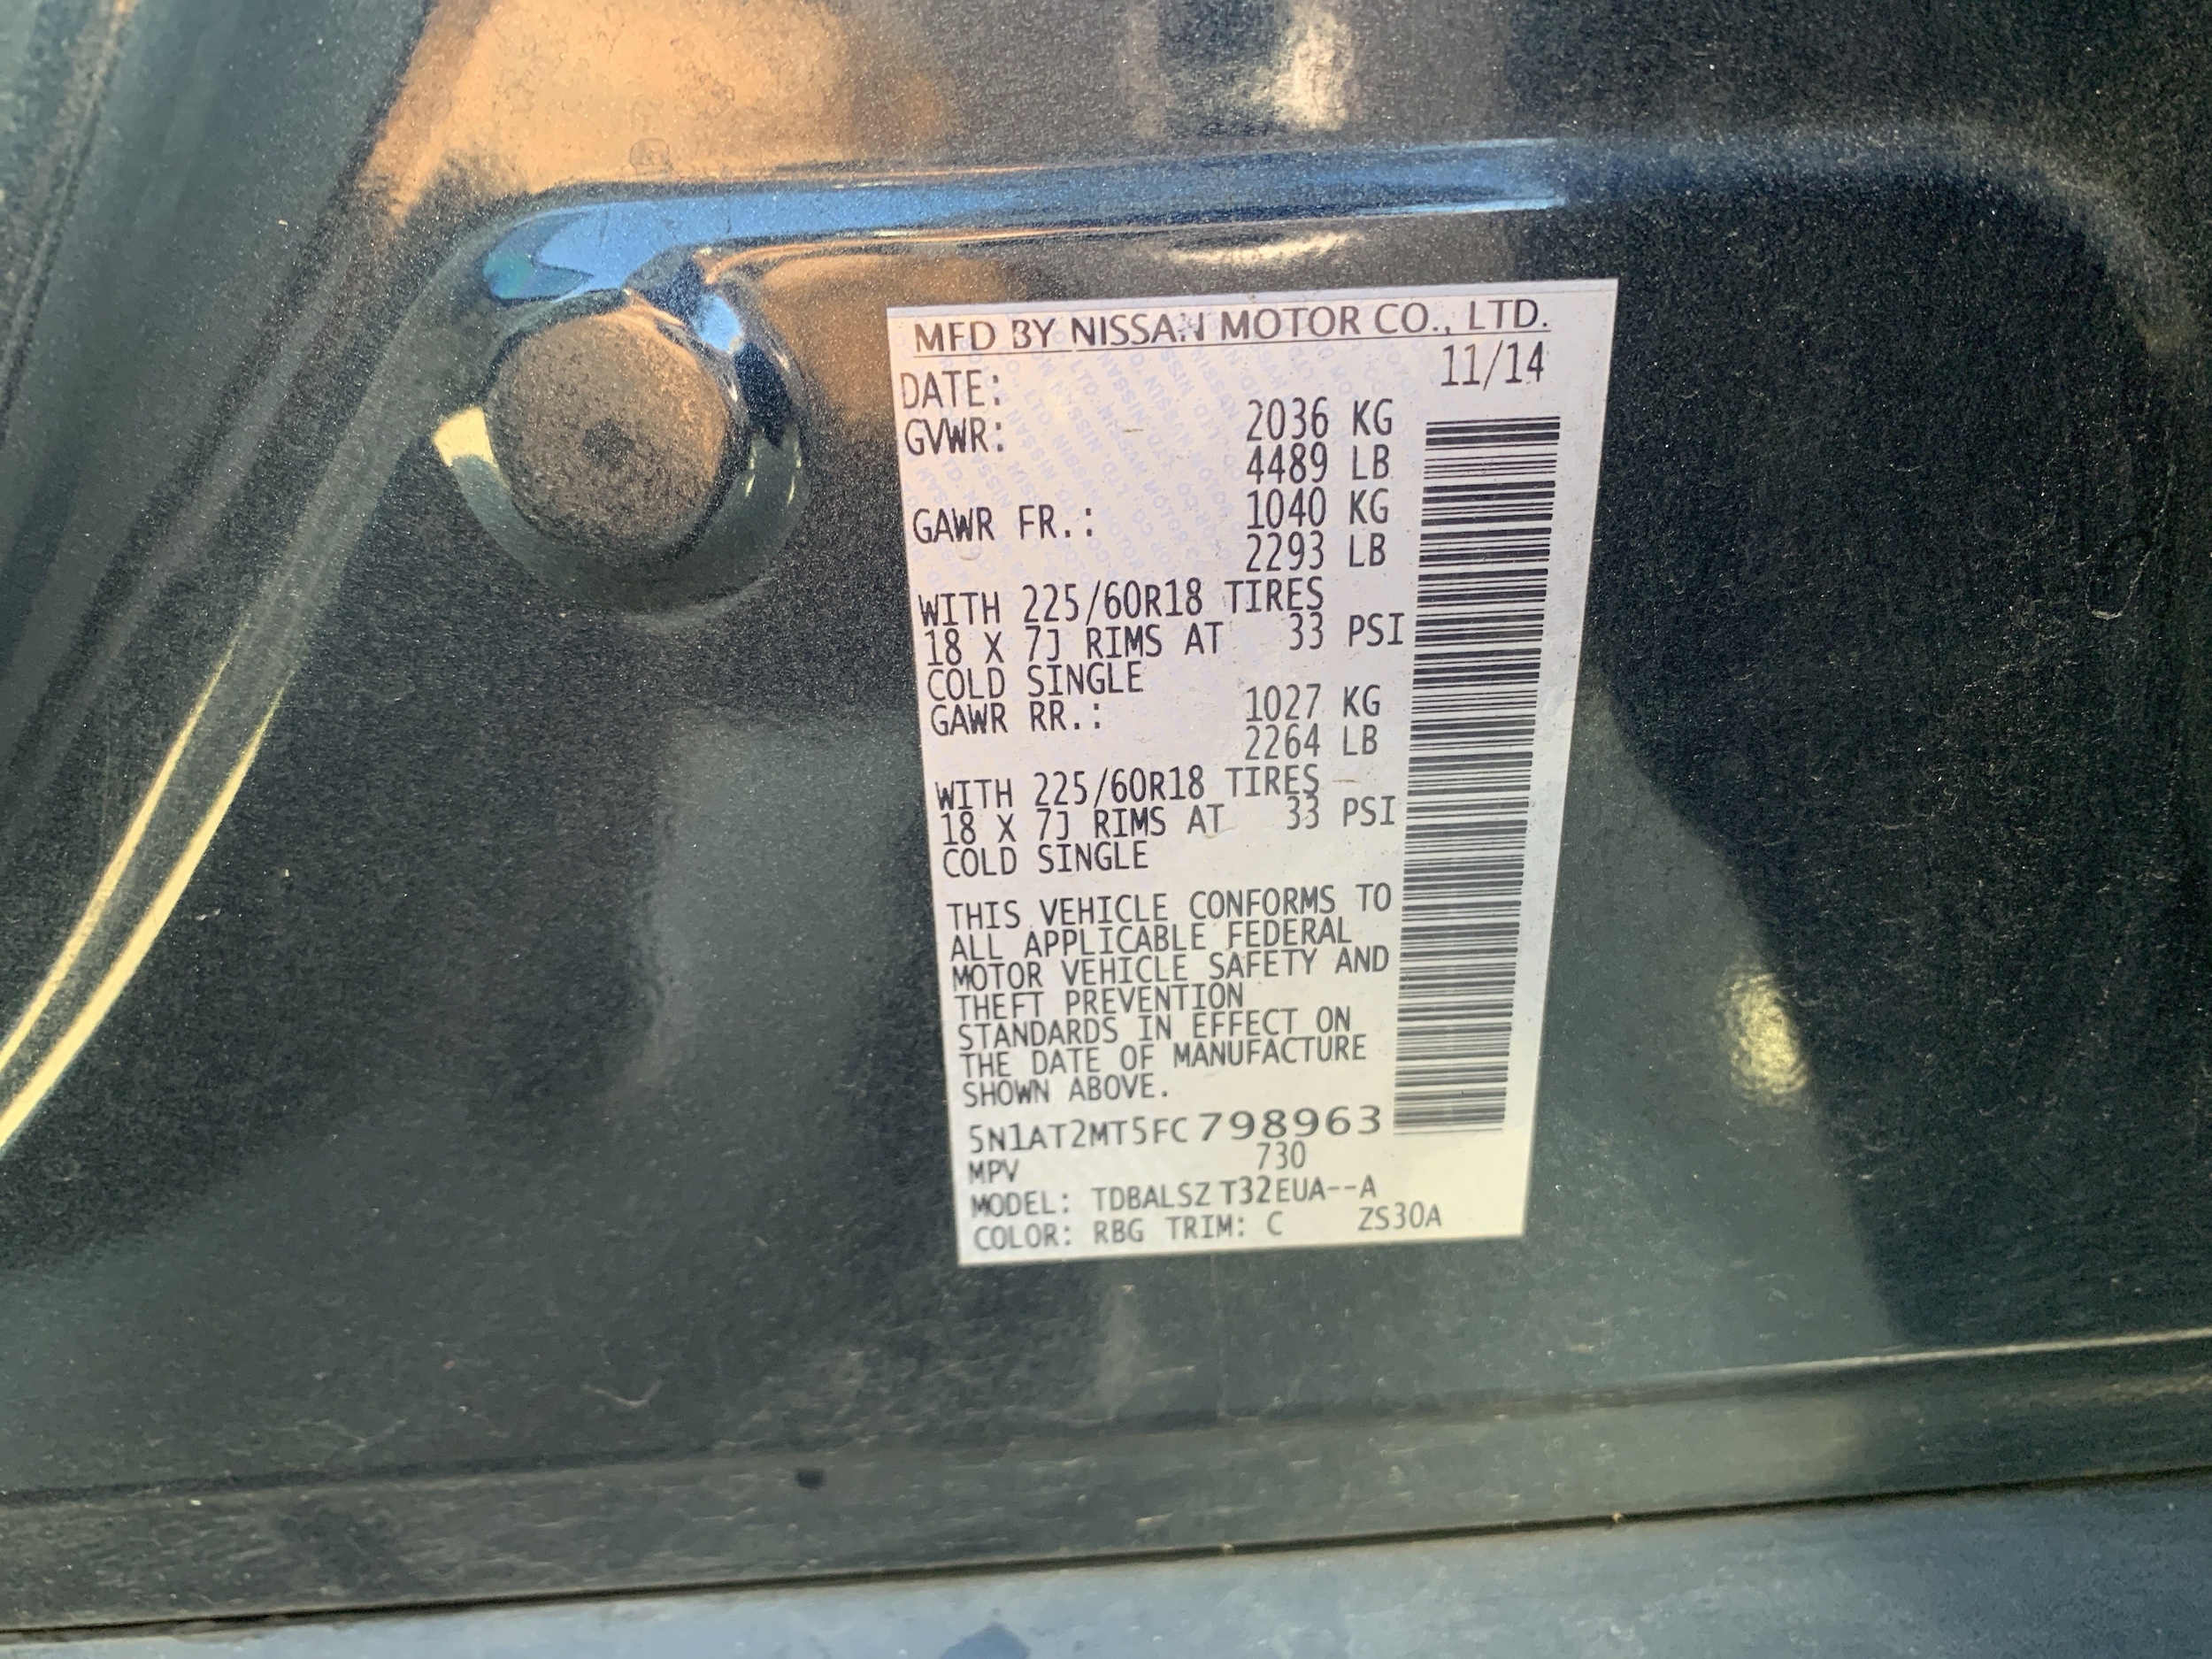 MFD BY NISSAN MOTOR CO., LTD.
DATE: 11/14
GVWR: 2036 KG
4489 LB
GAWR FR.: 1040 KG
2293 LB
WITH 225/60R18 TIRES
18 X 7J RIMS AT 33 PSI
COLD SINGLE
GAWR RR.: 1027 KG
2264 LB
WITH 225/60R18 TIRES
18 X 7J RIMS AT 33 PSI
COLD SINGLE
THIS VEHICLE CONFORMS TO
ALL APPLICABLE FEDERAL
MOTOR VEHICLE SAFETY AND
THEFT PREVENTION
STANDARDS IN EFFECT ON
THE DATE OF MANUFACTURE
SHOWN ABOVE.
5N1AT2MT5FC798963
MPV 730
MODEL: TDBALSZ T32EUA--A
COLOR: RBG TRIM: C ZS30A